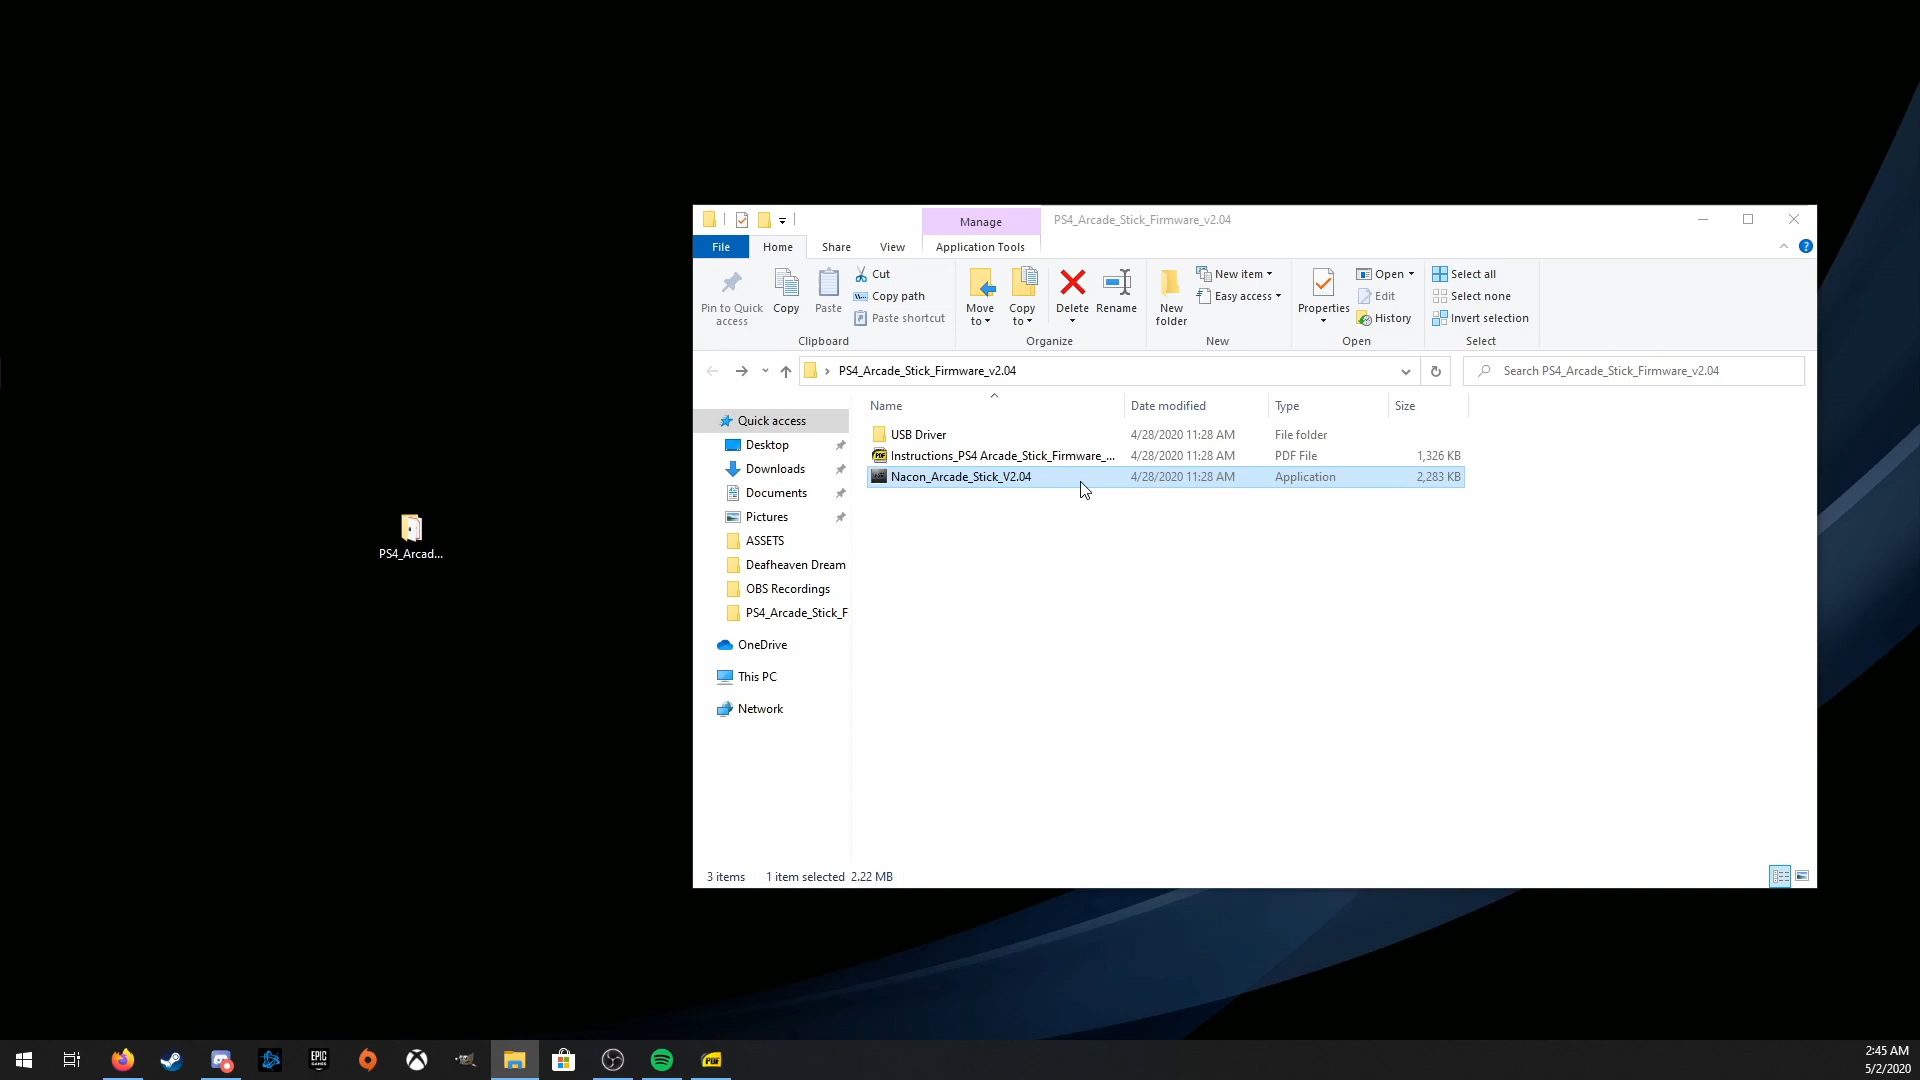 Manage
PS4_Arcade_Stick_Firmware_v2.04
File
Home
Share
View
Application Tools
Pin to Quick access
Copy
Paste
Cut
Copy path
Paste shortcut
Clipboard
Move to
Copy to
Delete
Rename
Organize
New folder
New item
Easy access
New
Properties
Open
Edit
History
Open
Select all
Select none
Invert selection
Select
PS4_Arcade_Stick_Firmware_v2.04
Search PS4_Arcade_Stick_Firmware_v2.04
Quick access
Desktop
Downloads
Documents
Pictures
ASSETS
Deafheaven Dream
OBS Recordings
PS4_Arcade_Stick_F
OneDrive
This PC
Network
Name Date modified Type Size
USB Driver 4/28/2020 11:28 AM File folder
Instructions_PS4 Arcade_Stick_Firmware_... 4/28/2020 11:28 AM PDF File 1,326 KB
Nacon_Arcade_Stick_V2.04 4/28/2020 11:28 AM Application 2,283 KB
3 items 1 item selected 2.22 MB
PS4_Arcad...
EPIC
GAMES
PDF
2:45 AM
5/2/2020